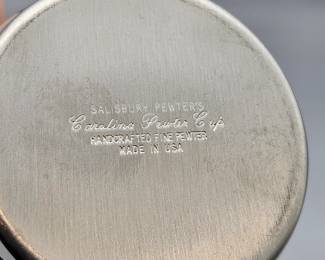 SALISBURY PEWTER'S
Carolina Pewter Cup
HANDCRAFTED FINE PEWTER
MADE IN USA